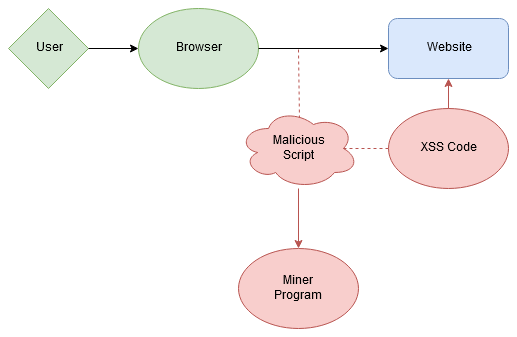 User
Browser
Website
Malicious
Script
XSS Code
Miner
Program